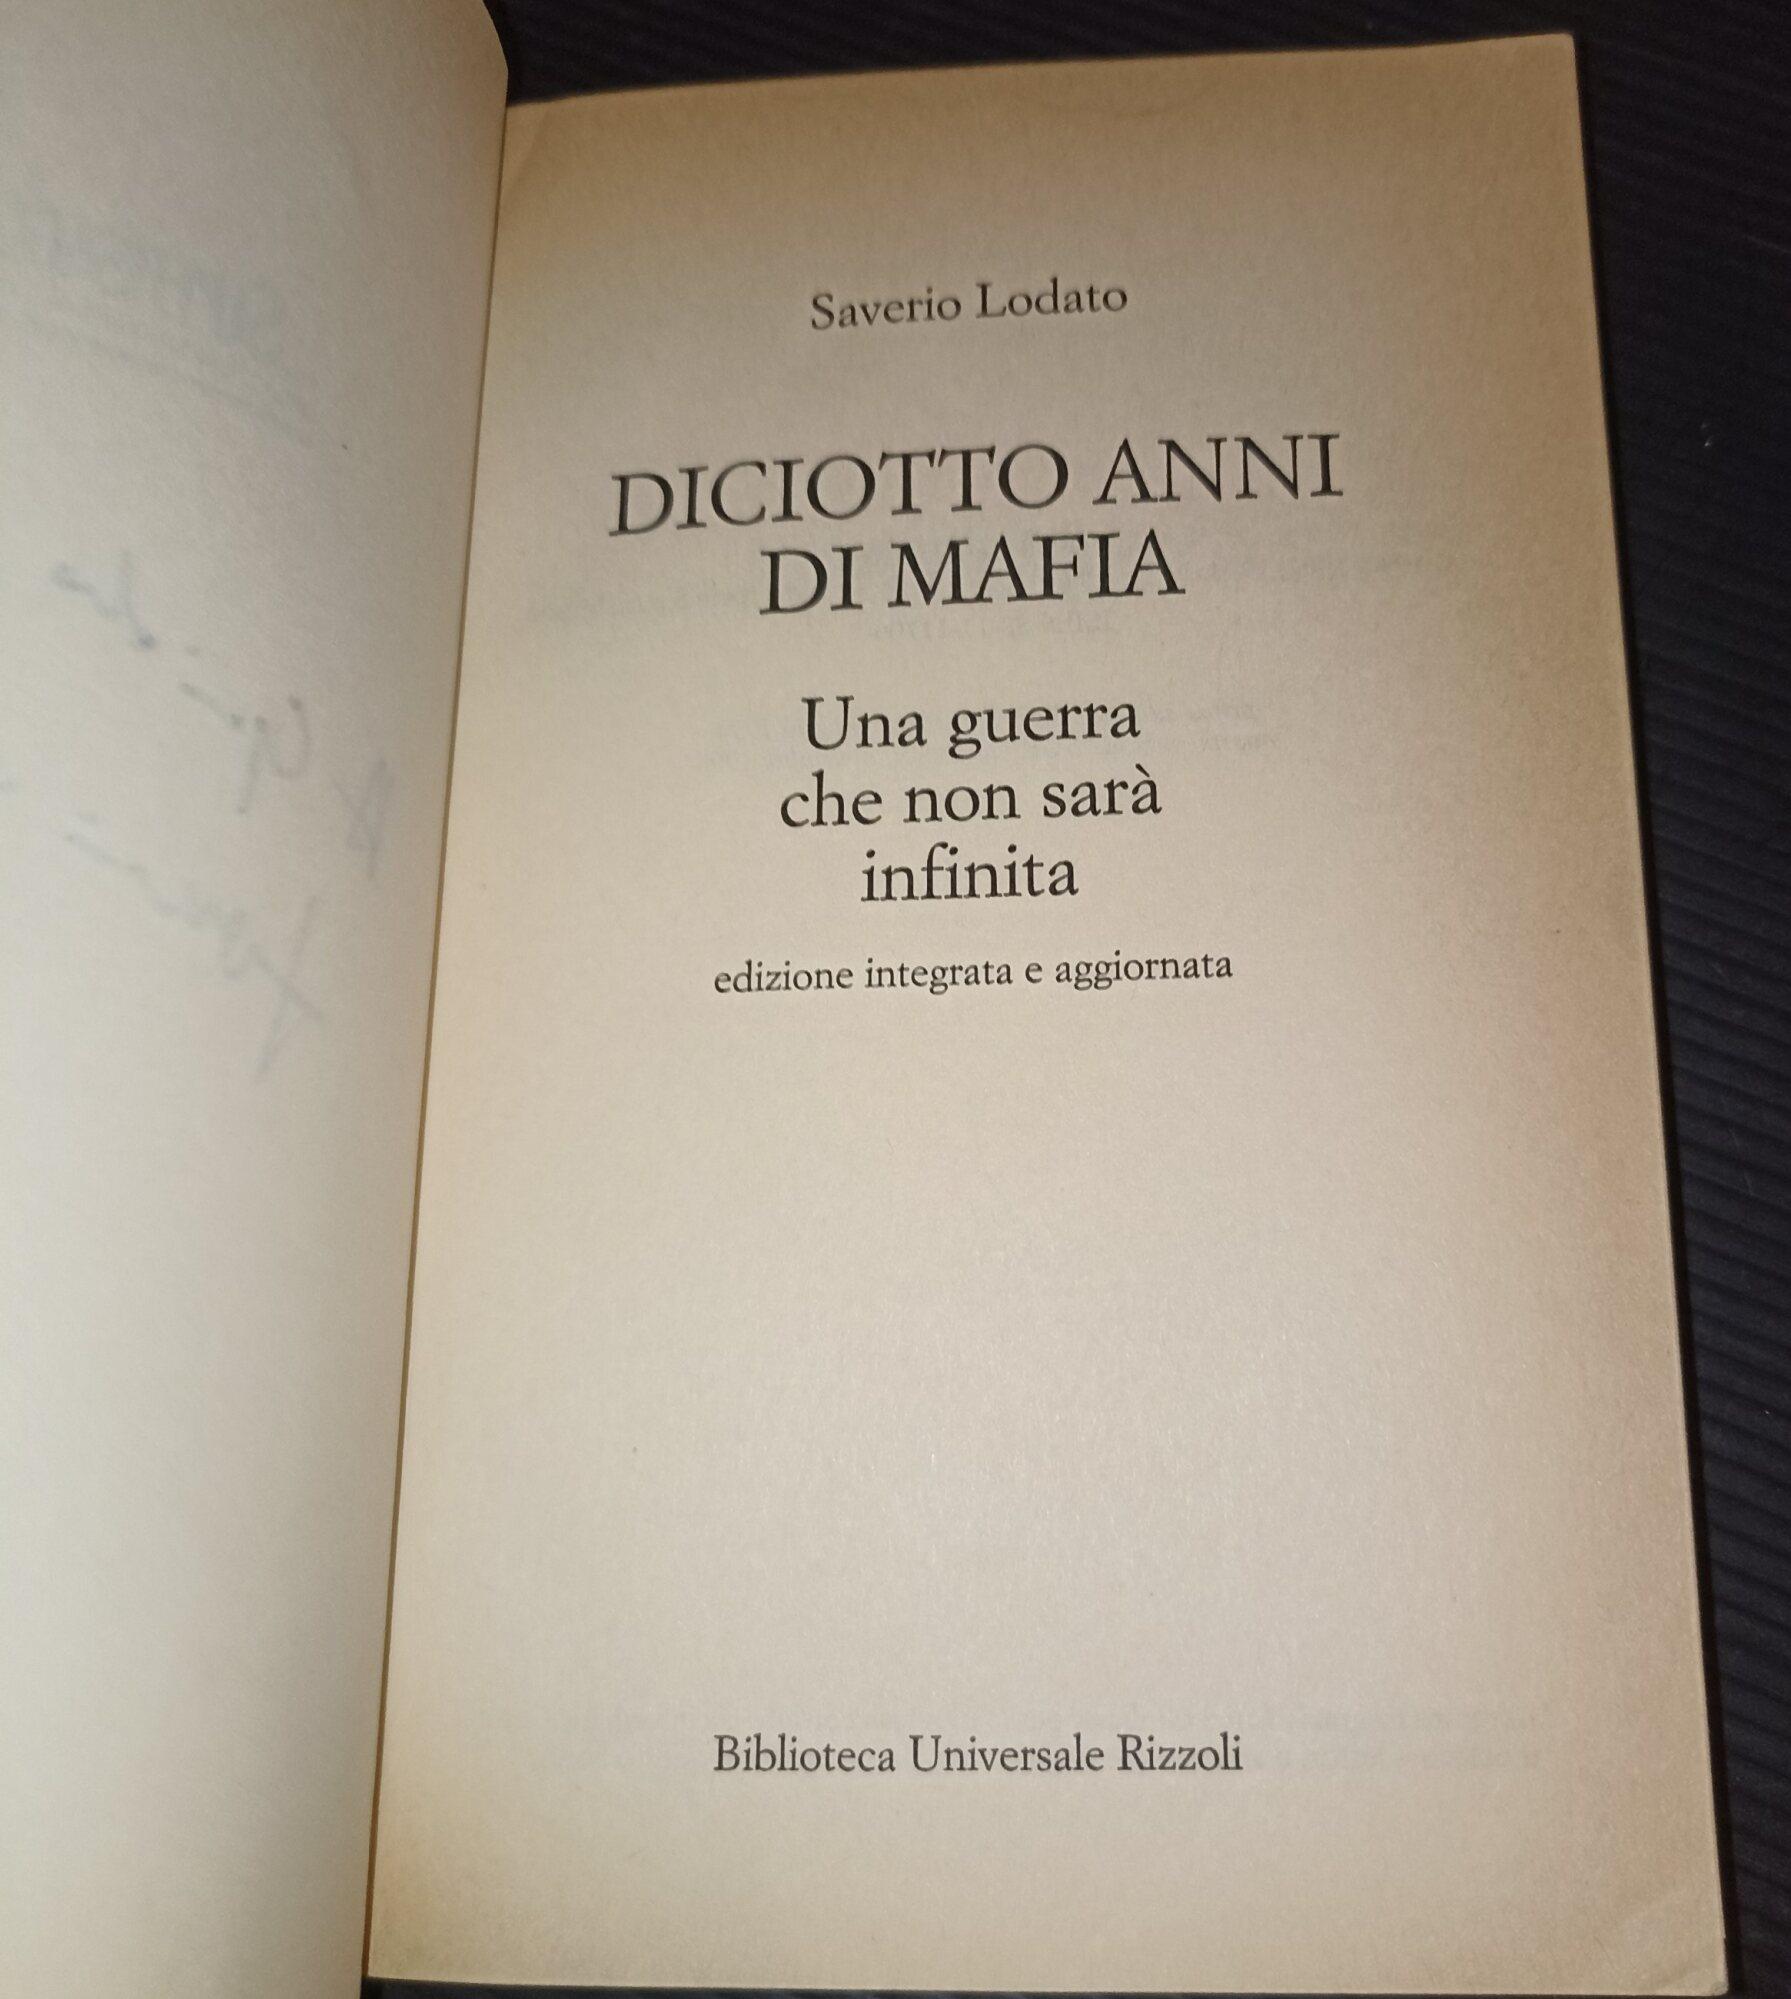 Saverio Lodato
DICIOTTO ANNI
DI MAFIA
Una guerra
che non sarà
infinita
edizione integrata e aggiornata
Biblioteca Universale Rizzoli